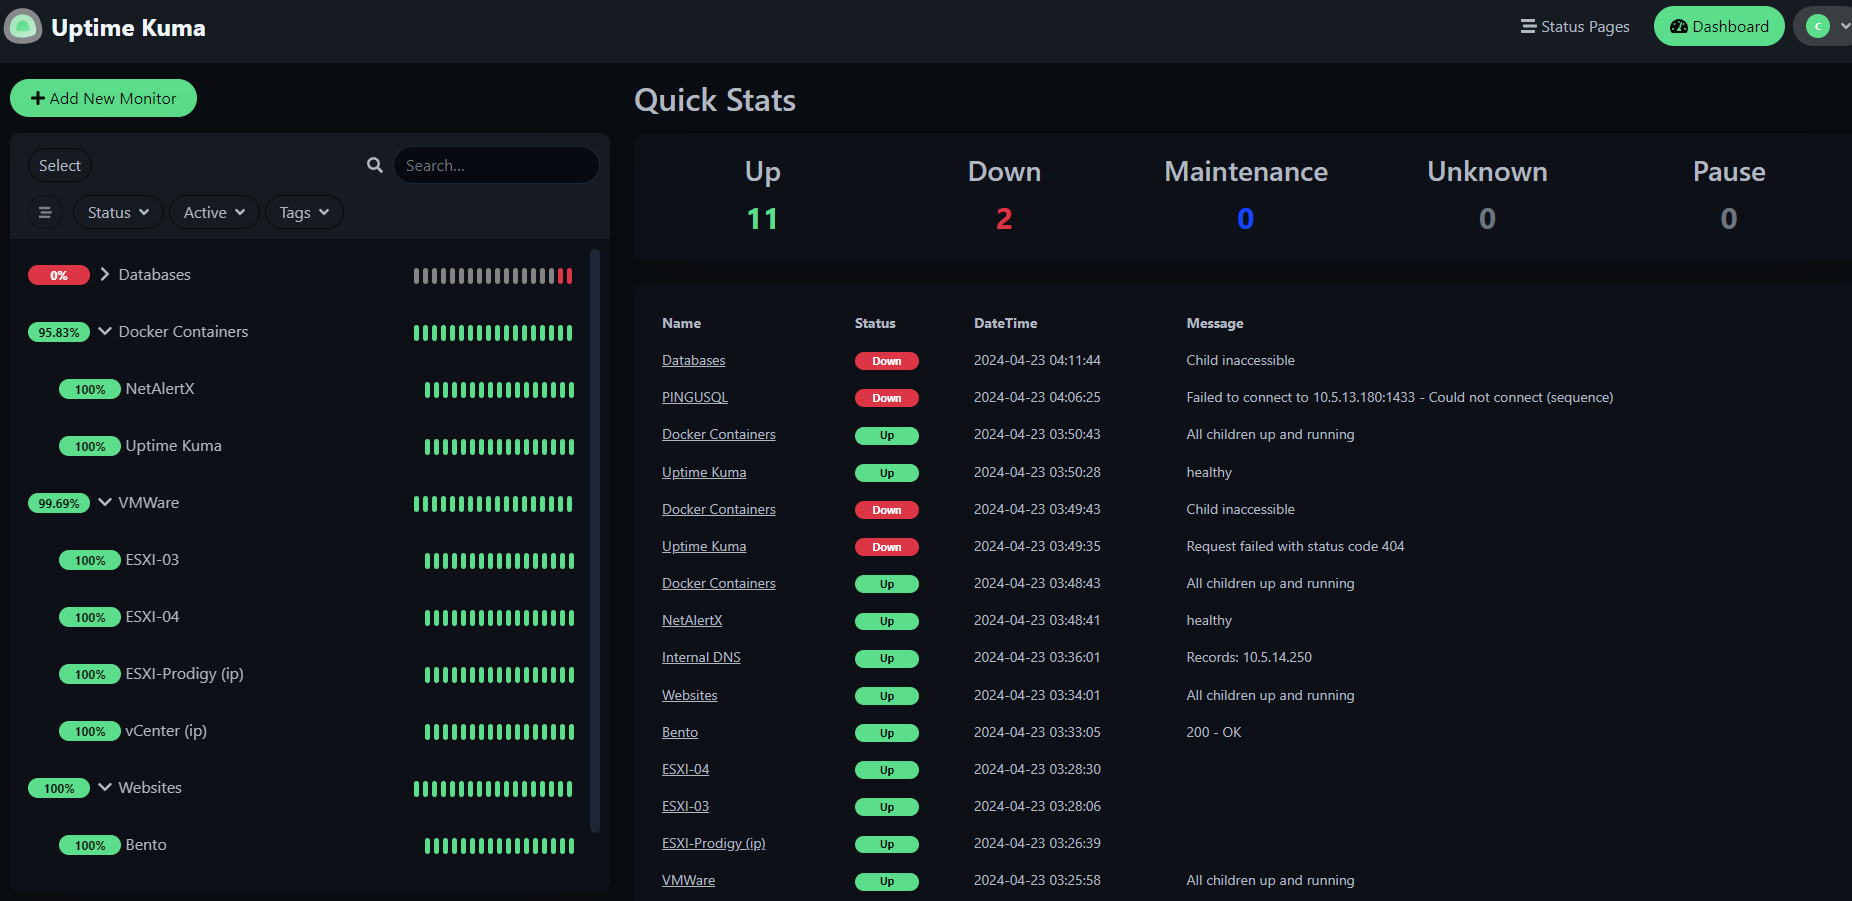 Uptime Kuma
Status Pages
Dashboard
C
Add New Monitor
Select
Search...
Status
Active
Tags
0% Databases
95.83% Docker Containers
100% NetAlertX
100% Uptime Kuma
99.69% VMWare
100% ESXI-03
100% ESXI-04
100% ESXI-Prodigy (ip)
100% vCenter (ip)
100% Websites
100% Bento
Quick Stats
Up Down Maintenance Unknown Pause
11 2 0 0 0
Name Status DateTime Message
Databases Down 2024-04-23 04:11:44 Child inaccessible
PINGUSQL Down 2024-04-23 04:06:25 Failed to connect to 10.5.13.180:1433 - Could not connect (sequence)
Docker Containers Up 2024-04-23 03:50:43 All children up and running
Uptime Kuma Up 2024-04-23 03:50:28 healthy
Docker Containers Down 2024-04-23 03:49:43 Child inaccessible
Uptime Kuma Down 2024-04-23 03:49:35 Request failed with status code 404
Docker Containers Up 2024-04-23 03:48:43 All children up and running
NetAlertX Up 2024-04-23 03:48:41 healthy
Internal DNS Up 2024-04-23 03:36:01 Records: 10.5.14.250
Websites Up 2024-04-23 03:34:01 All children up and running
Bento Up 2024-04-23 03:33:05 200 - OK
ESXI-04 Up 2024-04-23 03:28:30
ESXI-03 Up 2024-04-23 03:28:06
ESXI-Prodigy (ip) Up 2024-04-23 03:26:39
VMWare Up 2024-04-23 03:25:58 All children up and running